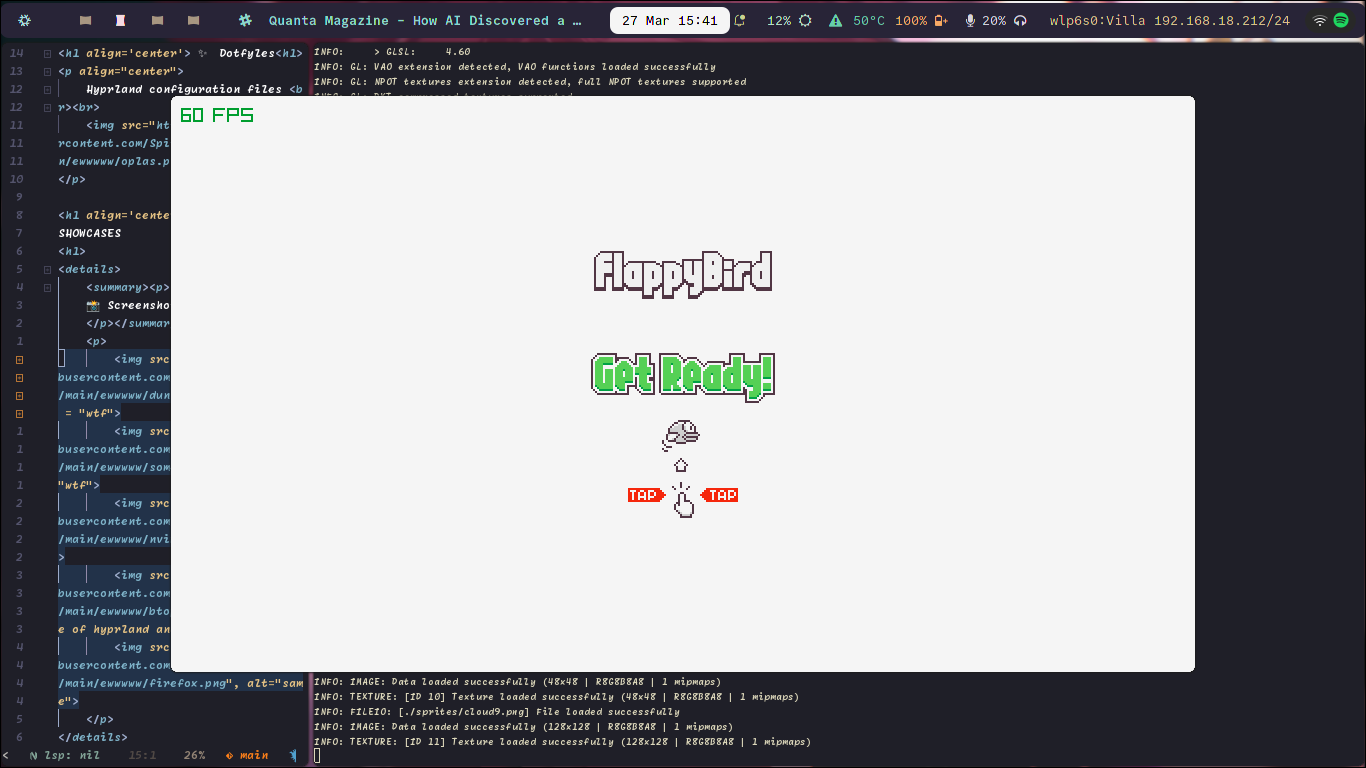 Quanta Magazine - How AI Discovered a …
27 Mar 15:41
12%
50°C
100%
20%
wlp6s0:Villa 192.168.18.212/24
14 <h1 align='center'> ✨ Dotfyles<h1>
13 <p align="center">
12 Hyprland configuration files <b
12 r><br>
11 <img src="ht
11 rcontent.com/Spi
11 n/ewwwww/oplas.p
10 </p>
9
8 <h1 align='cente
7 SHOWCASES
6 <h1>
5 <details>
4 <summary><p>
3 📸 Screensho
2 </p></summar
1 <p>
<img src
busercontent.com
/main/ewwwww/dun
= "wtf">
1 <img src
1 busercontent.com
1 /main/ewwwww/som
1 "wtf">
2 <img src
2 busercontent.com
2 /main/ewwwww/nvi
2 >
3 <img src
3 busercontent.com
3 /main/ewwwww/bto
3 e of hyprland an
4 <img src
4 busercontent.com
4 /main/ewwwww/firefox.png", alt="sam
4 e">
5 </p>
6 </details>
< N lsp: nil 15:1 26% main
INFO: > GLSL: 4.60
INFO: GL: VAO extension detected, VAO functions loaded successfully
INFO: GL: NPOT textures extension detected, full NPOT textures supported
60 FPS
FlappyBird
Get Ready!
TAP TAP
INFO: IMAGE: Data loaded successfully (48x48 | R8G8B8A8 | 1 mipmaps)
INFO: TEXTURE: [ID 10] Texture loaded successfully (48x48 | R8G8B8A8 | 1 mipmaps)
INFO: FILEIO: [./sprites/cloud9.png] File loaded successfully
INFO: IMAGE: Data loaded successfully (128x128 | R8G8B8A8 | 1 mipmaps)
INFO: TEXTURE: [ID 11] Texture loaded successfully (128x128 | R8G8B8A8 | 1 mipmaps)